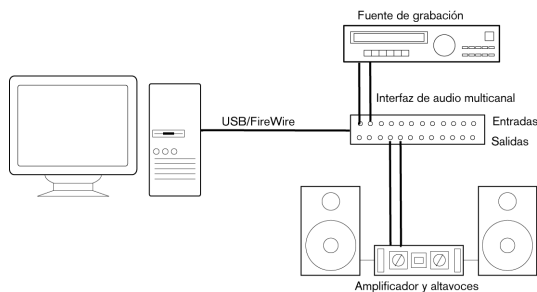 Fuente de grabación
Interfaz de audio multicanal
USB/FireWire
Entradas
Salidas
Amplificador y altavoces